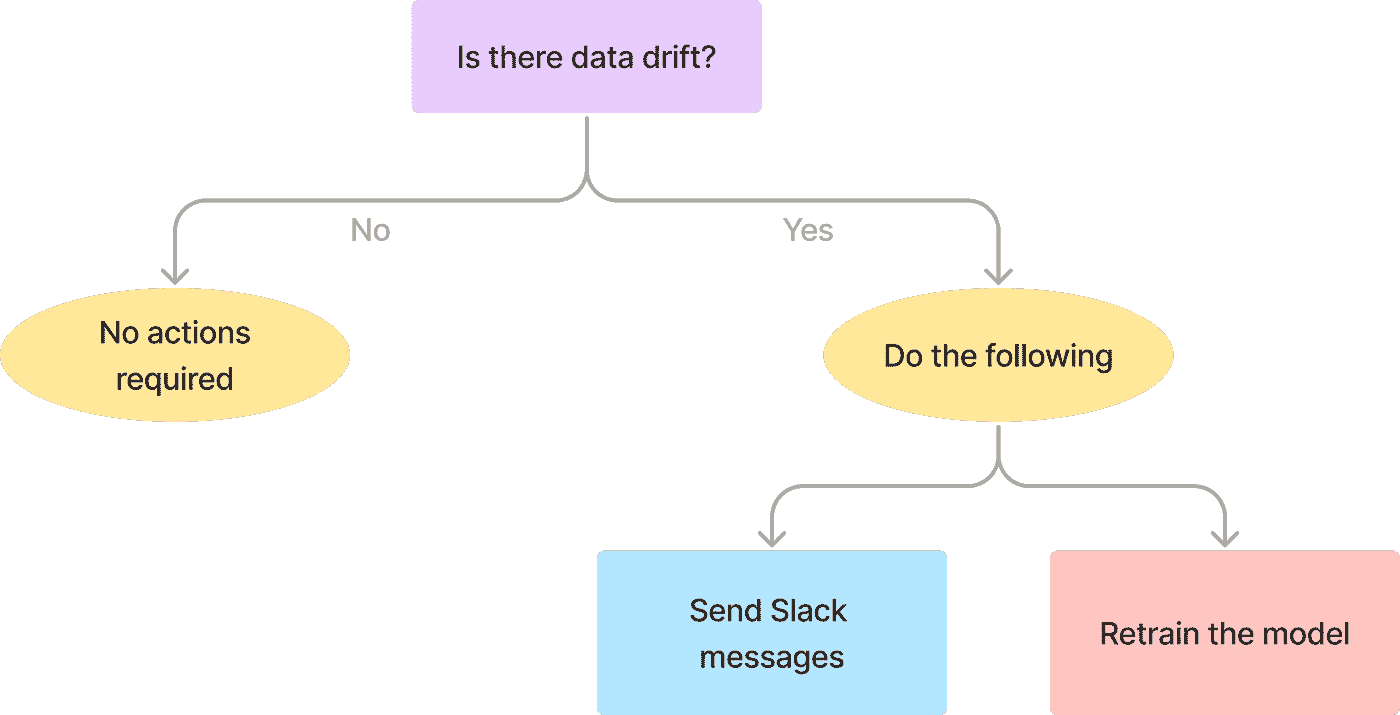 Is there data drift?
No
Yes
No actions
required
Do the following
Send Slack
messages
Retrain the model